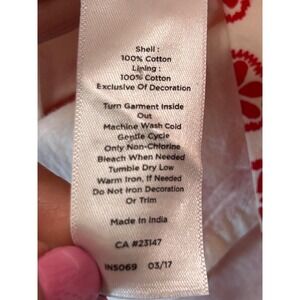 Shell :
100% Cotton
Lining :
100% Cotton
Exclusive Of Decoration
Turn Garment Inside
Out
Machine Wash Cold
Gentle Cycle
Only Non-Chlorine
Bleach When Needed
Tumble Dry Low
Warm Iron, If Needed
Do Not Iron Decoration
Or Trim
Made In India
CA #23147
IN5069 03/17